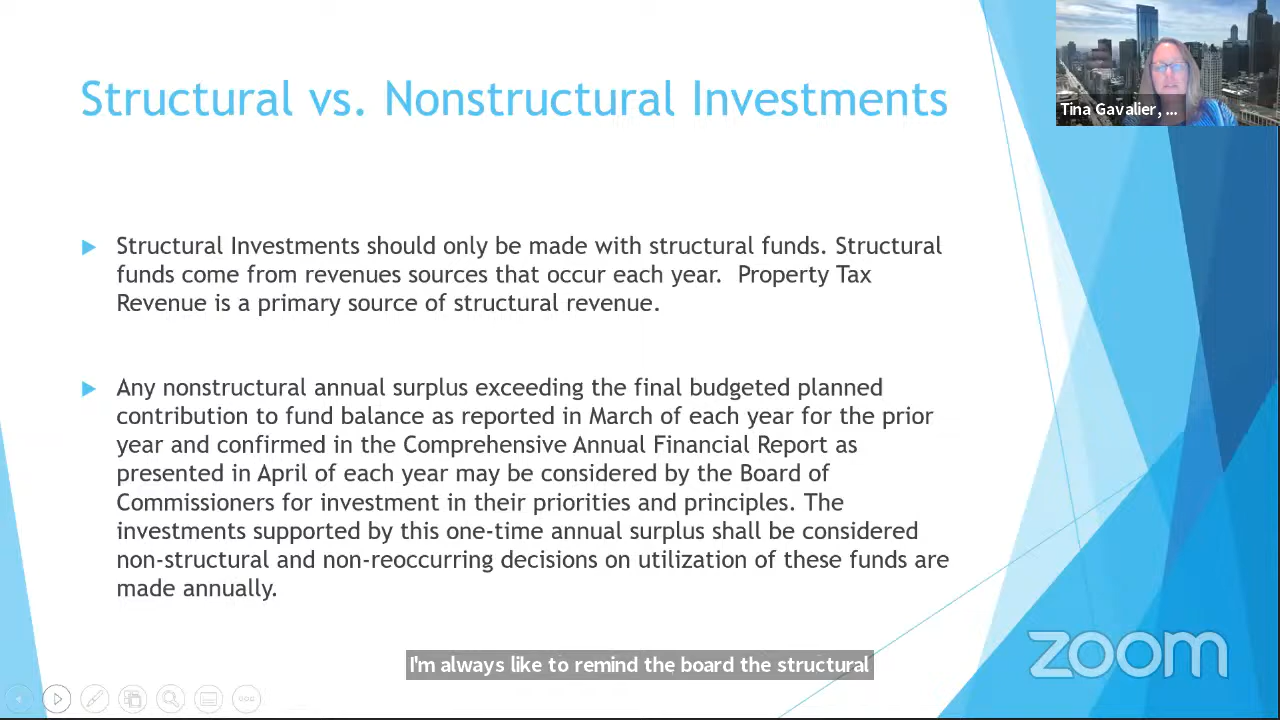 Structural vs. Nonstructural Investments
Tina Gavalier, ...
Structural Investments should only be made with structural funds. Structural
funds come from revenues sources that occur each year.  Property Tax
Revenue is a primary source of structural revenue.
Any nonstructural annual surplus exceeding the final budgeted planned
contribution to fund balance as reported in March of each year for the prior
year and confirmed in the Comprehensive Annual Financial Report as
presented in April of each year may be considered by the Board of
Commissioners for investment in their priorities and principles. The
investments supported by this one-time annual surplus shall be considered
non-structural and non-reoccurring decisions on utilization of these funds are
made annually.
I'm always like to remind the board the structural
zoom